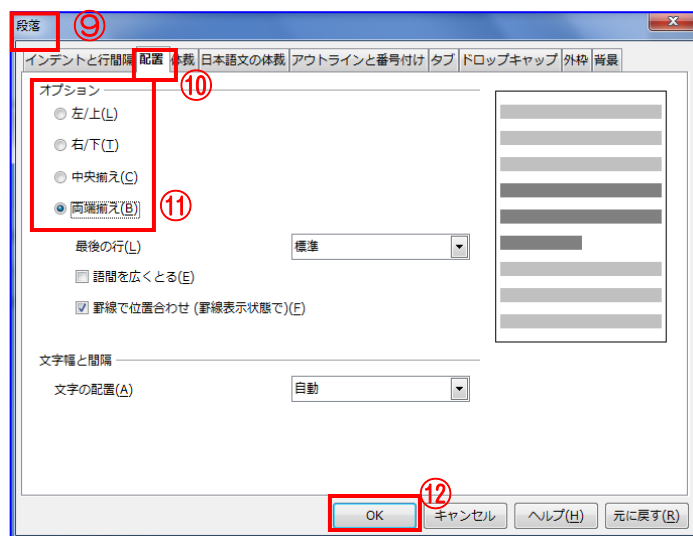 段落 ⑨
インデントと行間隔 配置 体裁 日本語文の体裁 アウトラインと番号付け タブ ドロップキャップ 外枠 背景
⑩
オプション
左/上(L)
右/下(T)
中央揃え(C)
両端揃え(B) ⑪
最後の行(L) 標準
語間を広くとる(E)
罫線で位置合わせ (罫線表示状態で)(F)
文字幅と間隔
文字の配置(A) 自動
⑫
OK キャンセル ヘルプ(H) 元に戻す(R)